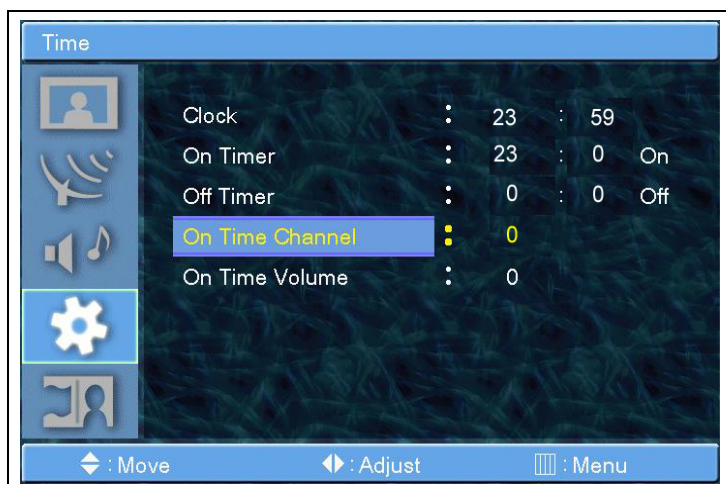 Time
Clock : 23 : 59
On Timer : 23 : 0 On
Off Timer : 0 : 0 Off
On Time Channel : 0
On Time Volume : 0
: Move : Adjust : Menu